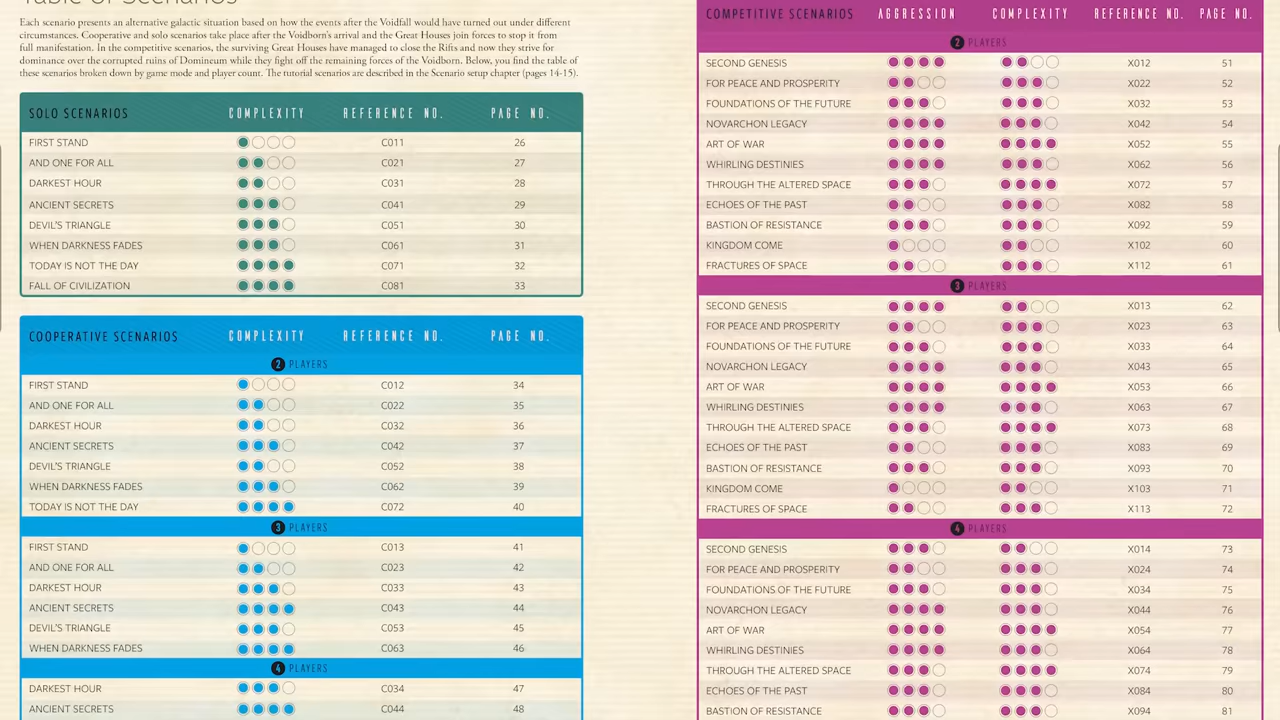 Table of Scenarios
Each scenario presents an alternative galactic situation based on how the events after the Voidfall would have turned out under different
circumstances. Cooperative and solo scenarios take place after the Voidborn's arrival and the Great Houses join forces to stop it from
full manifestation. In the competitive scenarios, the surviving Great Houses have managed to close the Rifts and now they strive for
dominance over the corrupted ruins of Domineum while they fight off the remaining forces of the Voidborn. Below, you find the table of
these scenarios broken down by game mode and player count. The tutorial scenarios are described in the Scenario setup chapter (pages 14-15).
SOLO SCENARIOS COMPLEXITY REFERENCE NO. PAGE NO.
FIRST STAND C011 26
AND ONE FOR ALL C021 27
DARKEST HOUR C031 28
ANCIENT SECRETS C041 29
DEVIL'S TRIANGLE C051 30
WHEN DARKNESS FADES C061 31
TODAY IS NOT THE DAY C071 32
FALL OF CIVILIZATION C081 33
COOPERATIVE SCENARIOS COMPLEXITY REFERENCE NO. PAGE NO.
2 PLAYERS
FIRST STAND C012 34
AND ONE FOR ALL C022 35
DARKEST HOUR C032 36
ANCIENT SECRETS C042 37
DEVIL'S TRIANGLE C052 38
WHEN DARKNESS FADES C062 39
TODAY IS NOT THE DAY C072 40
3 PLAYERS
FIRST STAND C013 41
AND ONE FOR ALL C023 42
DARKEST HOUR C033 43
ANCIENT SECRETS C043 44
DEVIL'S TRIANGLE C053 45
WHEN DARKNESS FADES C063 46
4 PLAYERS
DARKEST HOUR C034 47
ANCIENT SECRETS C044 48
COMPETITIVE SCENARIOS AGGRESSION COMPLEXITY REFERENCE NO. PAGE NO.
2 PLAYERS
SECOND GENESIS X012 51
FOR PEACE AND PROSPERITY X022 52
FOUNDATIONS OF THE FUTURE X032 53
NOVARCHON LEGACY X042 54
ART OF WAR X052 55
WHIRLING DESTINIES X062 56
THROUGH THE ALTERED SPACE X072 57
ECHOES OF THE PAST X082 58
BASTION OF RESISTANCE X092 59
KINGDOM COME X102 60
FRACTURES OF SPACE X112 61
3 PLAYERS
SECOND GENESIS X013 62
FOR PEACE AND PROSPERITY X023 63
FOUNDATIONS OF THE FUTURE X033 64
NOVARCHON LEGACY X043 65
ART OF WAR X053 66
WHIRLING DESTINIES X063 67
THROUGH THE ALTERED SPACE X073 68
ECHOES OF THE PAST X083 69
BASTION OF RESISTANCE X093 70
KINGDOM COME X103 71
FRACTURES OF SPACE X113 72
4 PLAYERS
SECOND GENESIS X014 73
FOR PEACE AND PROSPERITY X024 74
FOUNDATIONS OF THE FUTURE X034 75
NOVARCHON LEGACY X044 76
ART OF WAR X054 77
WHIRLING DESTINIES X064 78
THROUGH THE ALTERED SPACE X074 79
ECHOES OF THE PAST X084 80
BASTION OF RESISTANCE X094 81